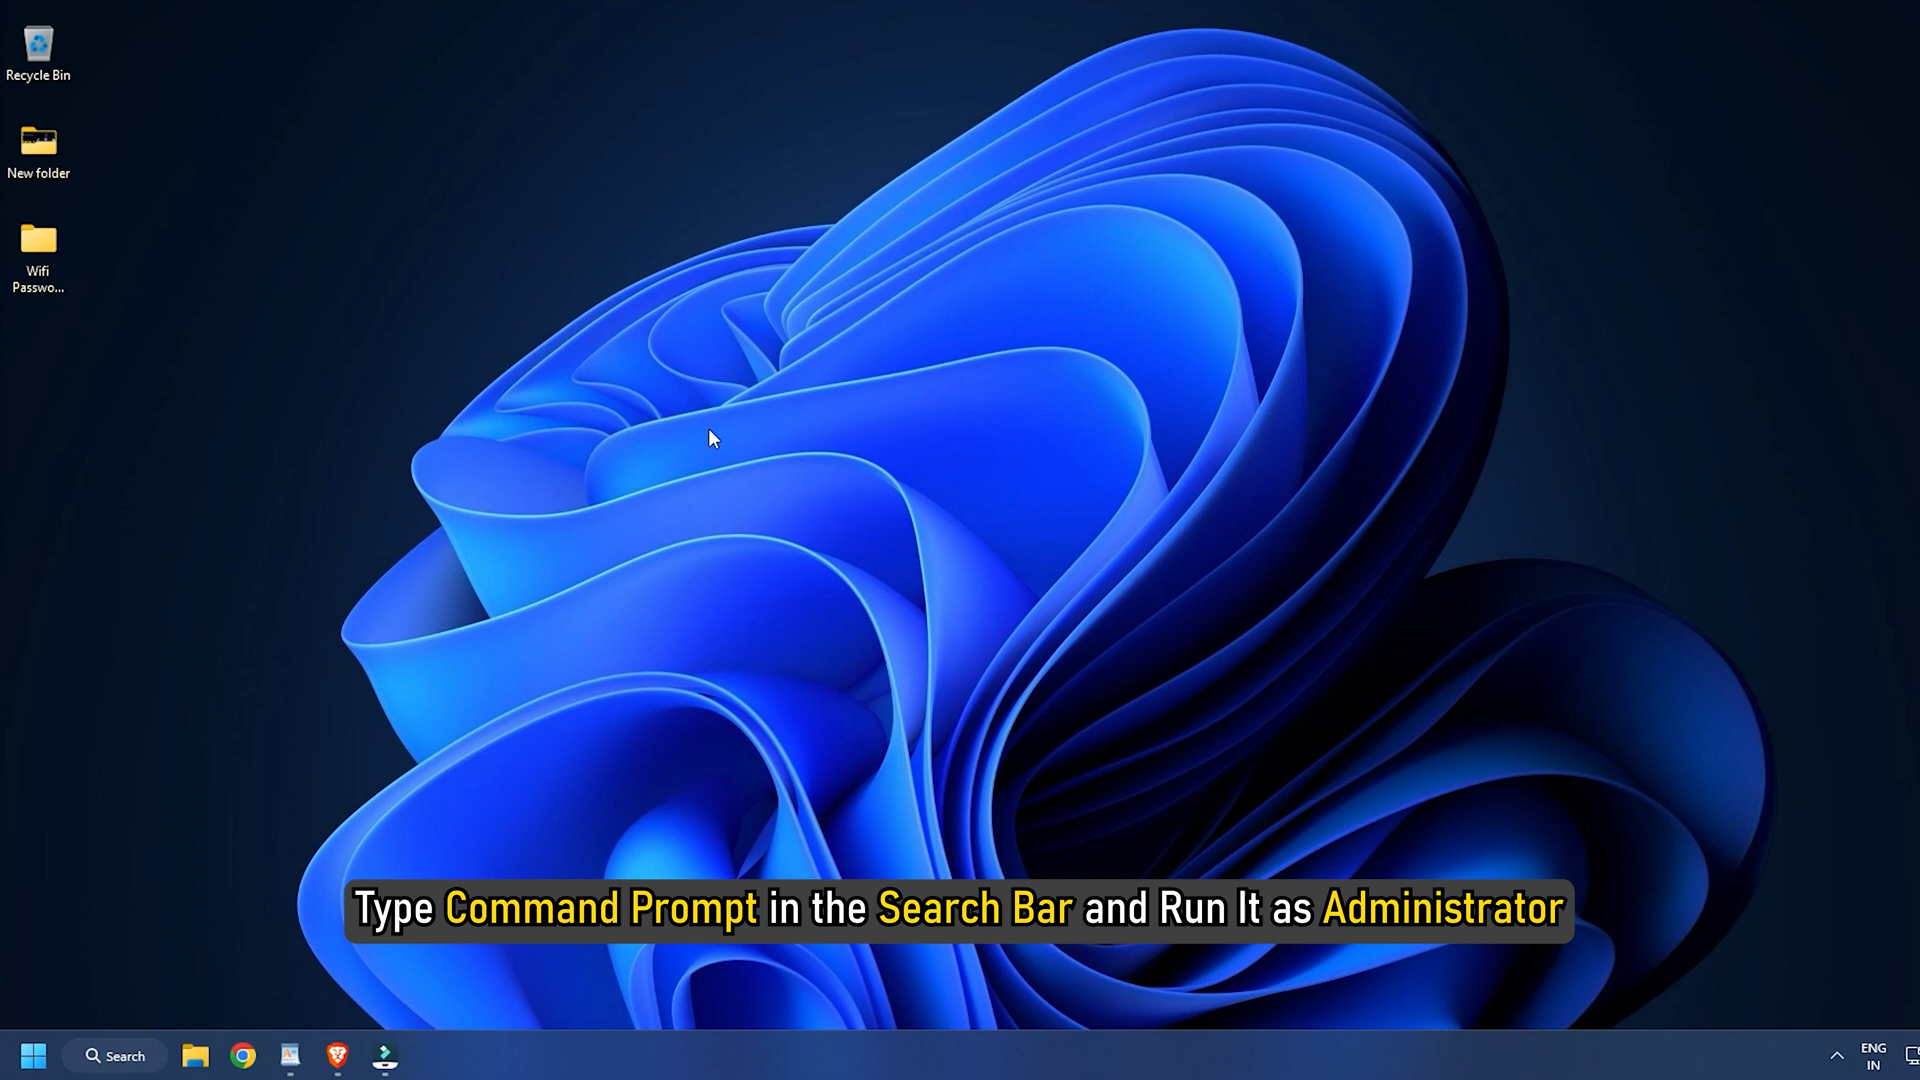 Recycle Bin
New folder
Wifi
Passwo...
Type Command Prompt in the Search Bar and Run It as Administrator
Search
ENG
IN